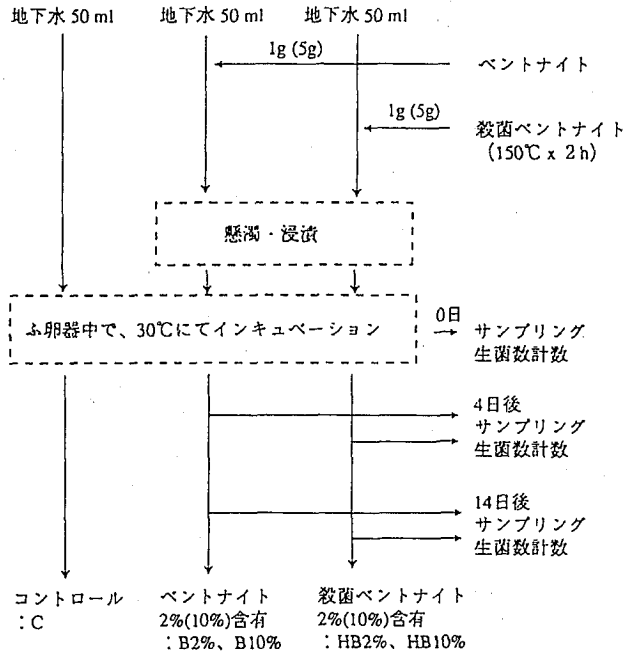 地下水 50 ml
地下水 50 ml
地下水 50 ml
1g (5g)
ベントナイト
1g (5g)
殺菌ベントナイト
(150℃ x 2 h)
懸濁・浸漬
ふ卵器中で、30℃にてインキュベーション
0日
サンプリング
生菌数計数
4日後
サンプリング
生菌数計数
14日後
サンプリング
生菌数計数
コントロール
：C
ベントナイト
2%(10%)含有
：B2%、B10%
殺菌ベントナイト
2%(10%)含有
：HB2%、HB10%